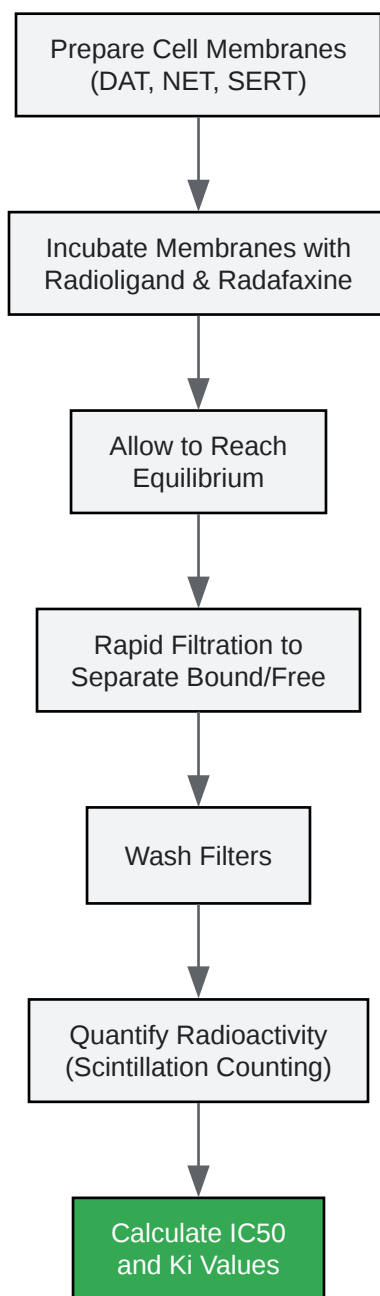 Prepare Cell Membranes
(DAT, NET, SERT)
Incubate Membranes with
Radioligand & Radafaxine
Allow to Reach
Equilibrium
Rapid Filtration to
Separate Bound/Free
Wash Filters
Quantify Radioactivity
(Scintillation Counting)
Calculate IC50
and Ki Values